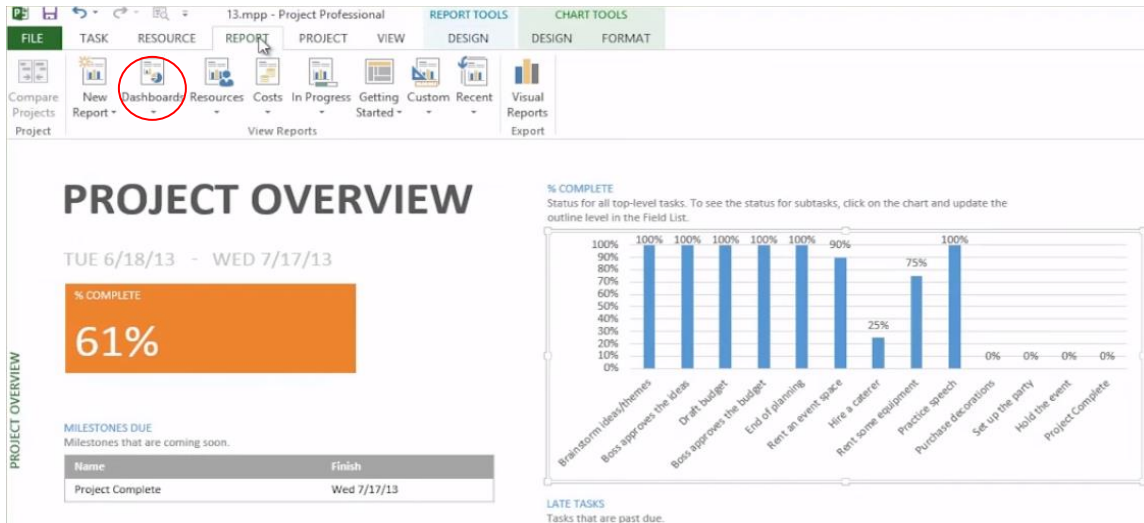 13.mpp - Project Professional
REPORT TOOLS
CHART TOOLS
FILE TASK RESOURCE REPORT PROJECT VIEW DESIGN DESIGN FORMAT
Compare Projects
New Report
Dashboards
Resources
Costs
In Progress
Getting Started
Custom
Recent
Visual Reports
Project
View Reports
Export
PROJECT OVERVIEW
PROJECT OVERVIEW
TUE 6/18/13 - WED 7/17/13
% COMPLETE
61%
MILESTONES DUE
Milestones that are coming soon.
Name Finish
Project Complete Wed 7/17/13
% COMPLETE
Status for all top-level tasks. To see the status for subtasks, click on the chart and update the
outline level in the Field List.
100%
90%
80%
70%
60%
50%
40%
30%
20%
10%
0%
100% 100% 100% 100% 100% 90% 25% 75% 100% 0% 0% 0% 0%
Brainstorm ideas/themes
Boss approves the ideas
Draft budget
Boss approves the budget
End of planning
Rent an event space
Hire a caterer
Rent some equipment
Practice speech
Purchase decorations
Set up the party
Hold the event
Project Complete
LATE TASKS
Tasks that are past due.